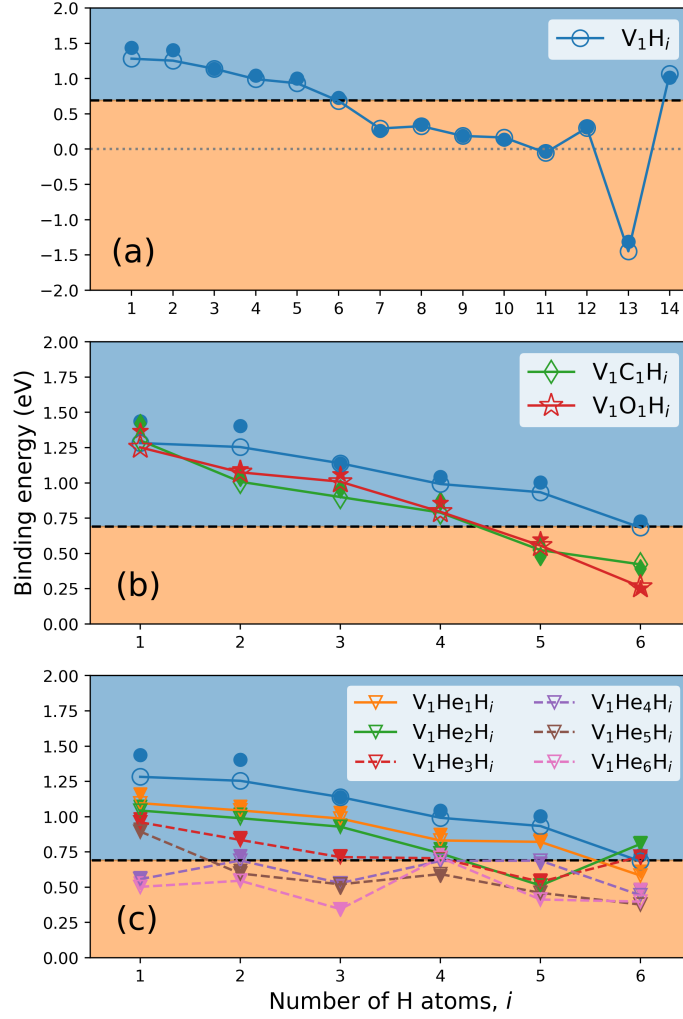 2.0
1.5
1.0
0.5
0.0
−0.5
−1.0
−1.5
−2.0
V₁Hᵢ
(a)
1 2 3 4 5 6 7 8 9 10 11 12 13 14
Binding energy (eV)
2.00
1.75
1.50
1.25
1.00
0.75
0.50
0.25
0.00
V₁C₁Hᵢ
V₁O₁Hᵢ
(b)
1 2 3 4 5 6
2.00
1.75
1.50
1.25
1.00
0.75
0.50
0.25
0.00
V₁He₁Hᵢ V₁He₄Hᵢ
V₁He₂Hᵢ V₁He₅Hᵢ
V₁He₃Hᵢ V₁He₆Hᵢ
(c)
1 2 3 4 5 6
Number of H atoms, i